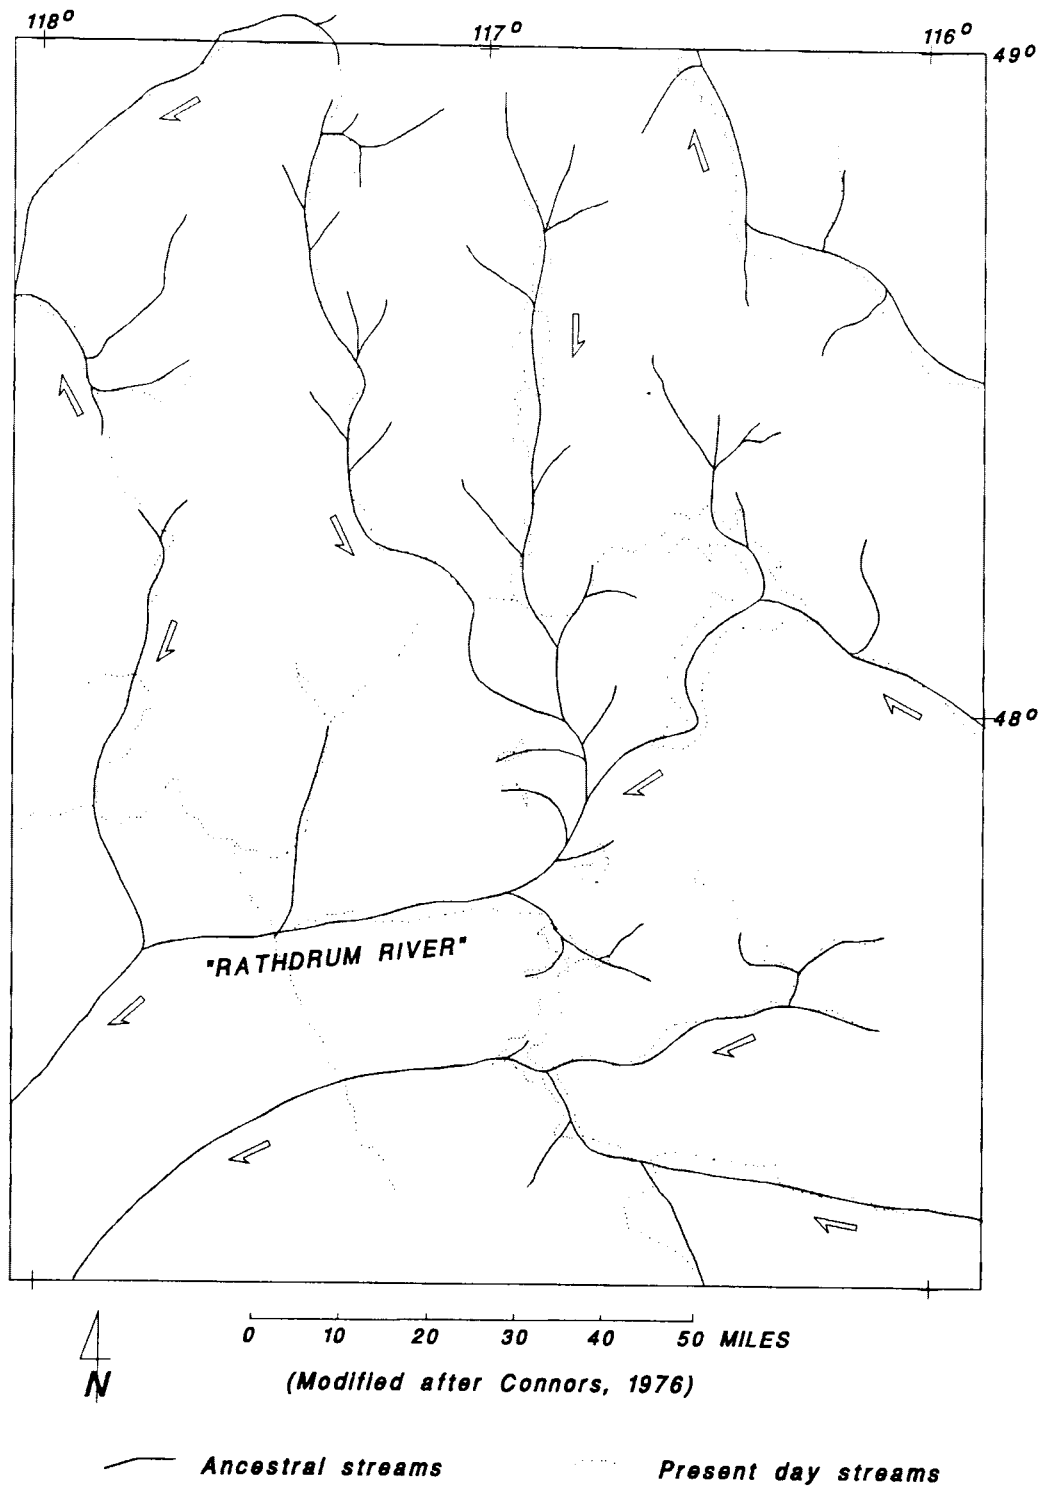 118° 117° 116°
49°
48°
"RATHDRUM RIVER"
0 10 20 30 40 50 MILES
N
(Modified after Connors, 1976)
Ancestral streams Present day streams